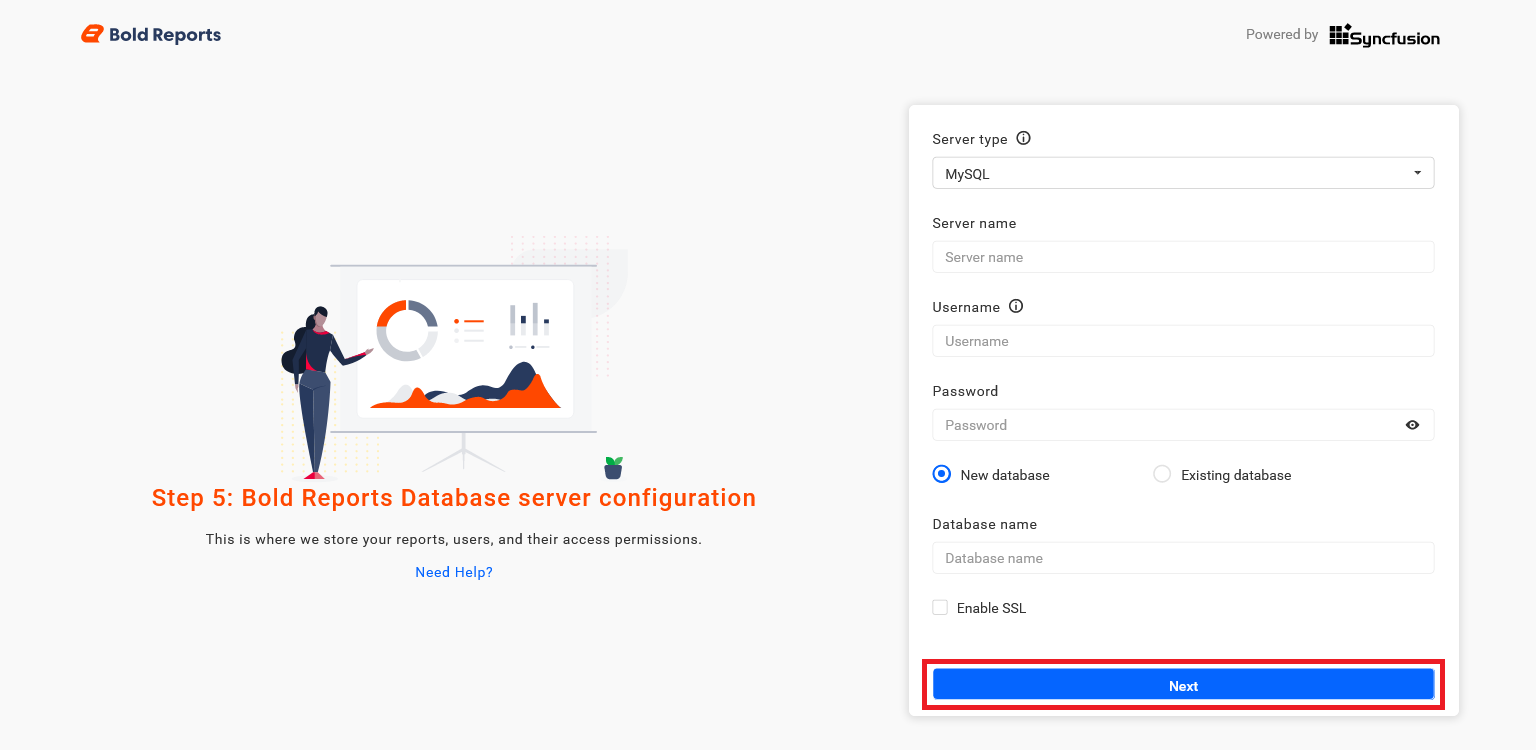 Bold Reports
Powered by Syncfusion
Server type
MySQL
Server name
Server name
Username
Username
Password
Password
New database
Existing database
Database name
Database name
Enable SSL
Next
Step 5: Bold Reports Database server configuration
This is where we store your reports, users, and their access permissions.
Need Help?